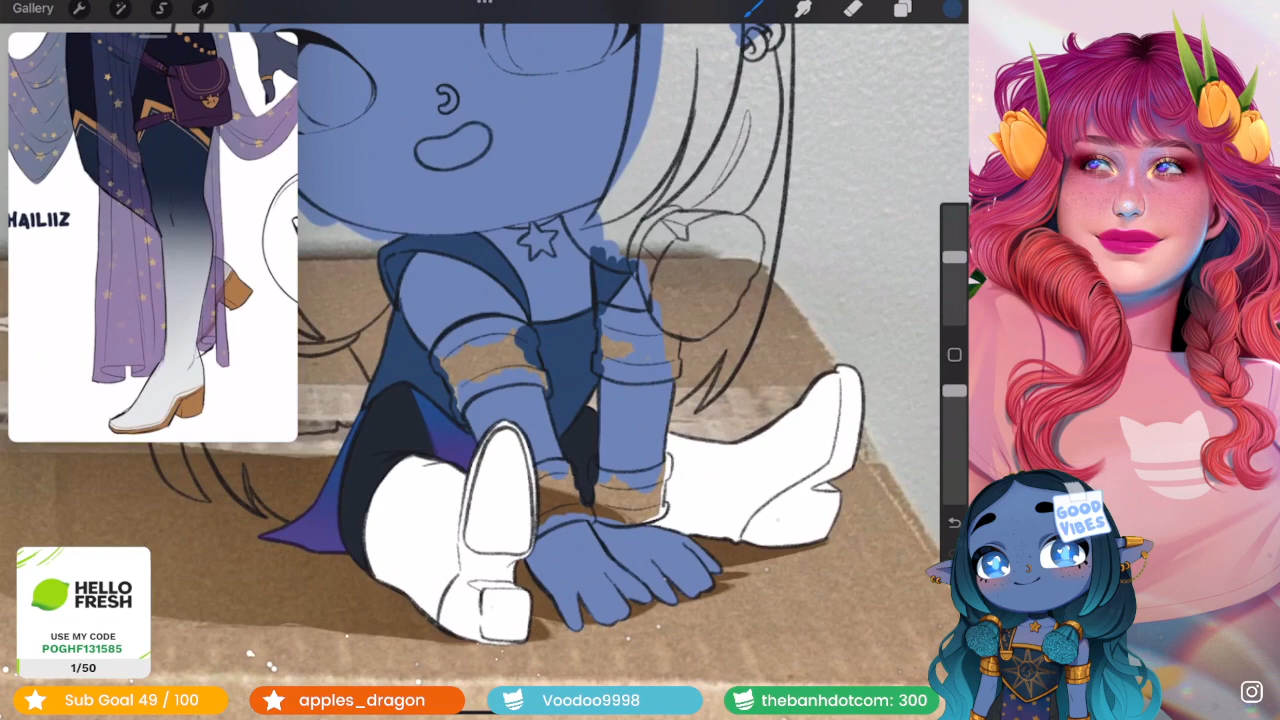 Gallery
HAILIIZ
GOOD
VIBES
HELLO
FRESH
USE MY CODE
POGHF131585
1/50
Sub Goal 49 / 100
apples_dragon
Voodoo9998
thebanhdotcom: 300